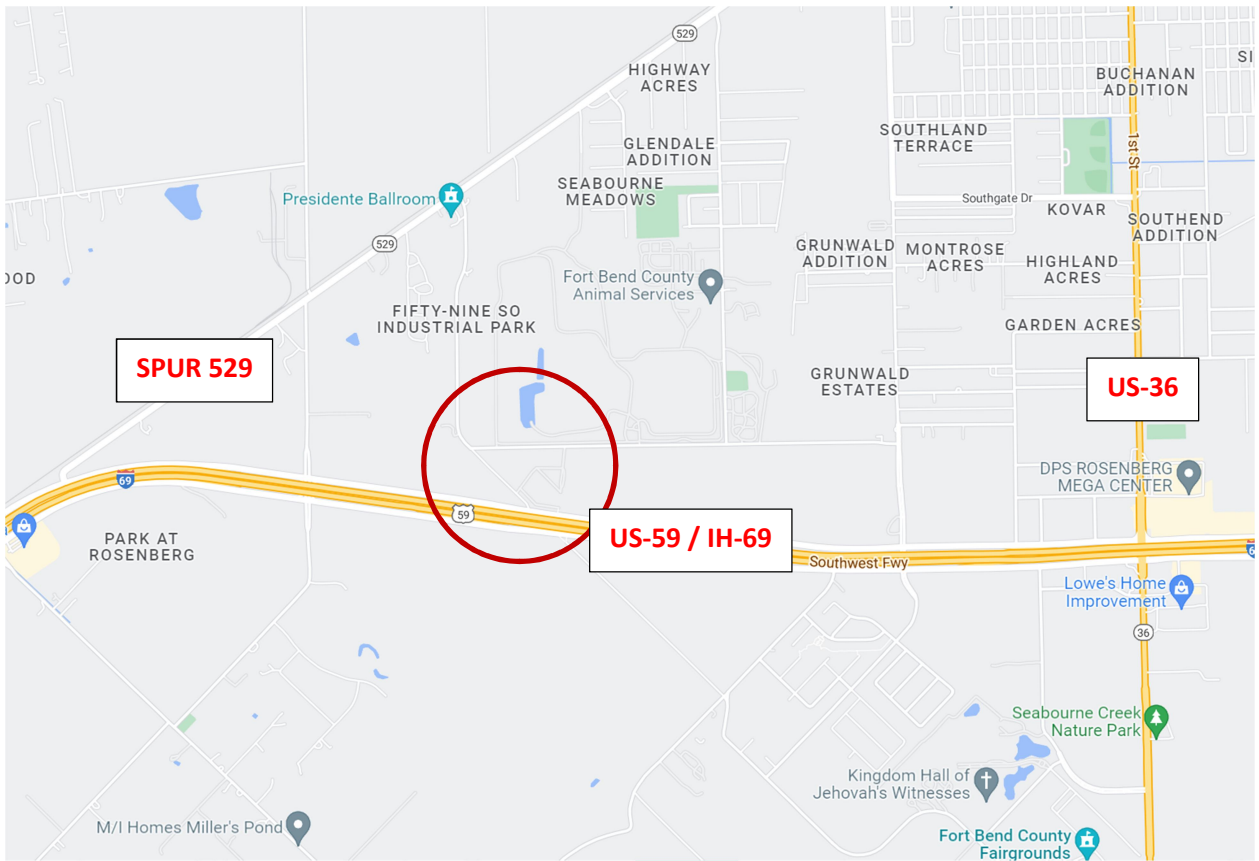 529
HIGHWAY
ACRES
BUCHANAN
ADDITION
SI
GLENDALE
ADDITION
SOUTHLAND
TERRACE
1st St
SEABOURNE
MEADOWS
Presidente Ballroom
Southgate Dr
KOVAR
SOUTHEND
ADDITION
529
GRUNWALD
ADDITION
MONTROSE
ACRES
HIGHLAND
ACRES
OOD
Fort Bend County
Animal Services
FIFTY-NINE SO
INDUSTRIAL PARK
GARDEN ACRES
SPUR 529
GRUNWALD
ESTATES
US-36
DPS ROSENBERG
MEGA CENTER
69
59
PARK AT
ROSENBERG
US-59 / IH-69
Southwest Fwy
6
Lowe's Home
Improvement
36
Seabourne Creek
Nature Park
Kingdom Hall of
Jehovah's Witnesses
M/I Homes Miller's Pond
Fort Bend County
Fairgrounds